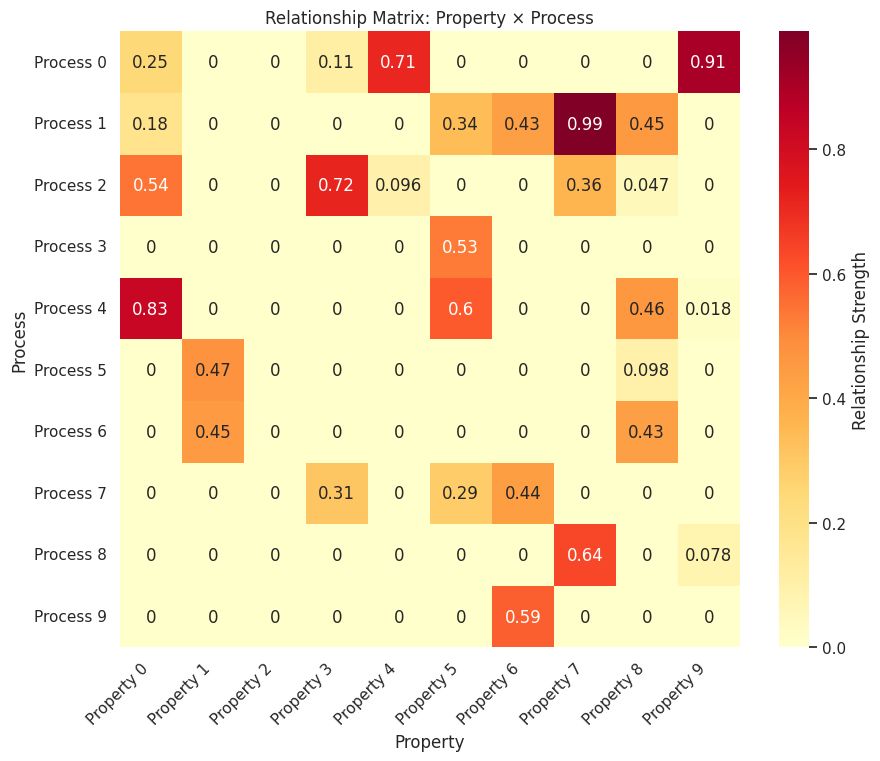 Relationship Matrix: Property × Process
Process 0 0.25 0 0 0.11 0.71 0 0 0 0 0.91
Process 1 0.18 0 0 0 0 0.34 0.43 0.99 0.45 0
Process 2 0.54 0 0 0.72 0.096 0 0 0.36 0.047 0
Process 3 0 0 0 0 0 0.53 0 0 0 0
Process 4 0.83 0 0 0 0 0.6 0 0 0.46 0.018
Process 5 0 0.47 0 0 0 0 0 0 0.098 0
Process 6 0 0.45 0 0 0 0 0 0 0.43 0
Process 7 0 0 0 0.31 0 0.29 0.44 0 0 0
Process 8 0 0 0 0 0 0 0 0.64 0 0.078
Process 9 0 0 0 0 0 0 0.59 0 0 0
Process
Property 0 Property 1 Property 2 Property 3 Property 4 Property 5 Property 6 Property 7 Property 8 Property 9
Property
0.8
0.6
0.4
0.2
0.0
Relationship Strength